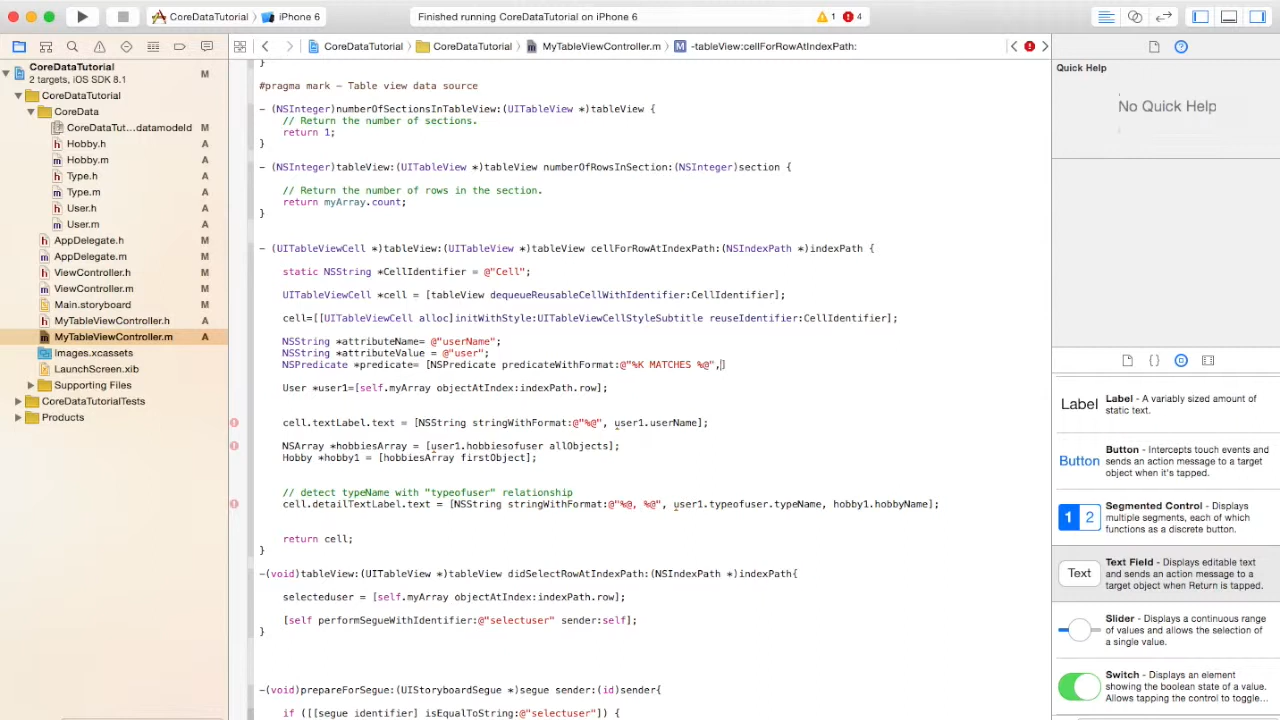 CoreDataTutorial
iPhone 6
Finished running CoreDataTutorial on iPhone 6
1
4
CoreDataTutorial
2 targets, iOS SDK 8.1
M
CoreDataTutorial
CoreData
CoreDataTut...datamodeld M
Hobby.h A
Hobby.m A
Type.h A
Type.m A
User.h A
User.m A
AppDelegate.h M
AppDelegate.m M
ViewController.h M
ViewController.m M
Main.storyboard M
MyTableViewController.h A
MyTableViewController.m A
Images.xcassets
LaunchScreen.xib
Supporting Files
CoreDataTutorialTests
Products
CoreDataTutorial
CoreDataTutorial
MyTableViewController.m
M -tableView:cellForRowAtIndexPath:
}
#pragma mark - Table view data source
- (NSInteger)numberOfSectionsInTableView:(UITableView *)tableView {
// Return the number of sections.
return 1;
}
- (NSInteger)tableView:(UITableView *)tableView numberOfRowsInSection:(NSInteger)section {
// Return the number of rows in the section.
return myArray.count;
}
- (UITableViewCell *)tableView:(UITableView *)tableView cellForRowAtIndexPath:(NSIndexPath *)indexPath {
static NSString *CellIdentifier = @"Cell";
UITableViewCell *cell = [tableView dequeueReusableCellWithIdentifier:CellIdentifier];
cell=[[UITableViewCell alloc]initWithStyle:UITableViewCellStyleSubtitle reuseIdentifier:CellIdentifier];
NSString *attributeName= @"userName";
NSString *attributeValue = @"user";
NSPredicate *predicate= [NSPredicate predicateWithFormat:@"%K MATCHES %@",]
User *user1=[self.myArray objectAtIndex:indexPath.row];
cell.textLabel.text = [NSString stringWithFormat:@"%@", user1.userName];
NSArray *hobbiesArray = [user1.hobbiesofuser allObjects];
Hobby *hobby1 = [hobbiesArray firstObject];
// detect typeName with "typeofuser" relationship
cell.detailTextLabel.text = [NSString stringWithFormat:@"%@, %@", user1.typeofuser.typeName, hobby1.hobbyName];
return cell;
}
-(void)tableView:(UITableView *)tableView didSelectRowAtIndexPath:(NSIndexPath *)indexPath{
selecteduser = [self.myArray objectAtIndex:indexPath.row];
[self performSegueWithIdentifier:@"selectuser" sender:self];
}
-(void)prepareForSegue:(UIStoryboardSegue *)segue sender:(id)sender{
if ([[segue identifier] isEqualToString:@"selectuser"]) {
Quick Help
No Quick Help
Label
Label - A variably sized amount of
static text.
Button
Button - Intercepts touch events and
sends an action message to a target
object when it's tapped.
1 2
Segmented Control - Displays
multiple segments, each of which
functions as a discrete button.
Text
Text Field - Displays editable text
and sends an action message to a
target object when Return is tapped.
Slider - Displays a continuous range
of values and allows the selection of
a single value.
Switch - Displays an element
showing the boolean state of a value.
Allows tapping the control to toggle...